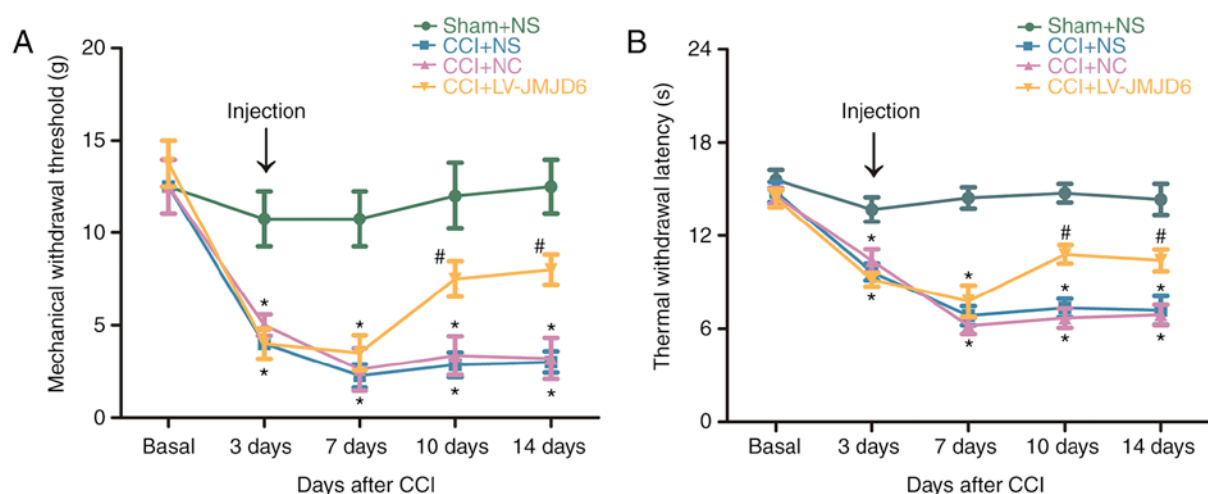 A
Sham+NS
CCI+NS
CCI+NC
CCI+LV-JMJD6
Mechanical withdrawal threshold (g)
20
15
10
5
0
Injection
* * # * * # * *
* * * *
Basal 3 days 7 days 10 days 14 days
Days after CCI
B
Sham+NS
CCI+NS
CCI+NC
CCI+LV-JMJD6
Thermal withdrawal latency (s)
24
18
12
6
0
Injection
* * # * # *
* * * *
Basal 3 days 7 days 10 days 14 days
Days after CCI